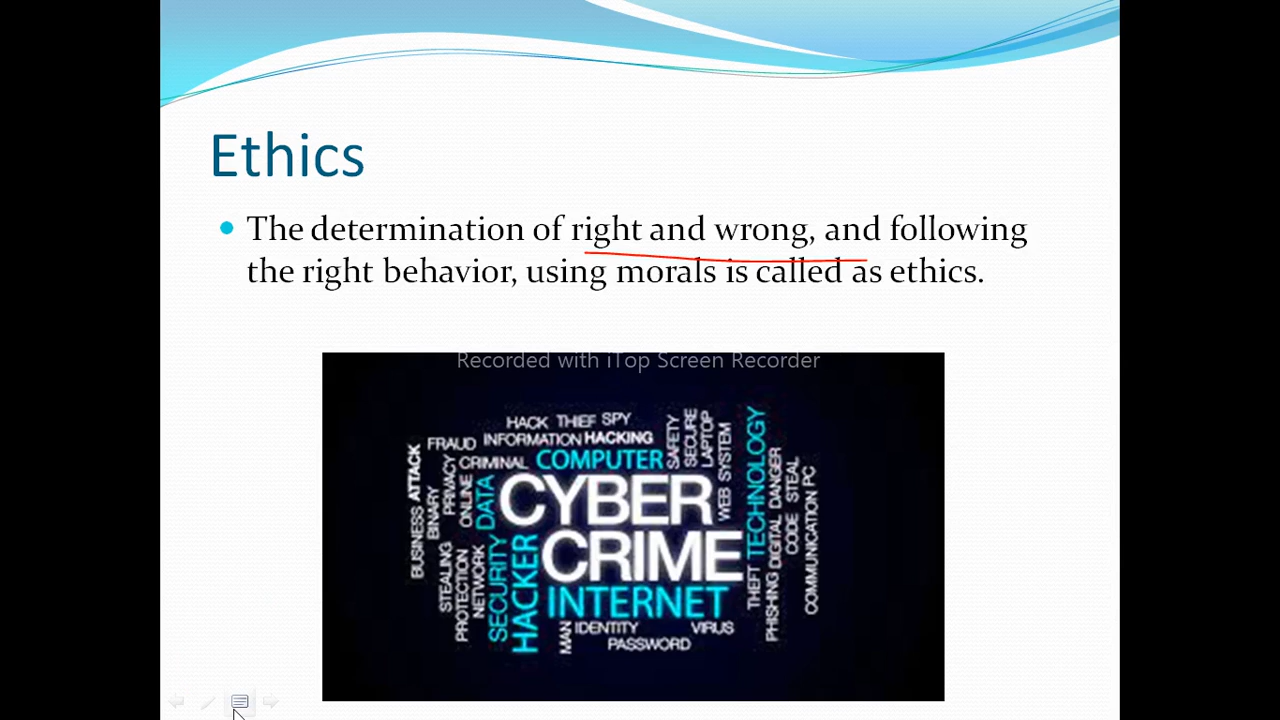 Ethics
The determination of right and wrong, and following
the right behavior, using morals is called as ethics.
Recorded with iTop Screen Recorder
HACK THIEF SPY
FRAUD INFORMATION HACKING
CRIMINAL COMPUTER
SAFETY
SECURE
LAPTOP
WEB SYSTEM
TECHNOLOGY
BUSINESS ATTACK
BINARY
PRIVACY
ONLINE
DATA
CYBER
CRIME
INTERNET
STEALING
PROTECTION
NETWORK
SECURITY
HACKER
THEFT
PHISHING DIGITAL DANGER
CODE STEAL
COMMUNICATION PC
MAN IDENTITY VIRUS
PASSWORD